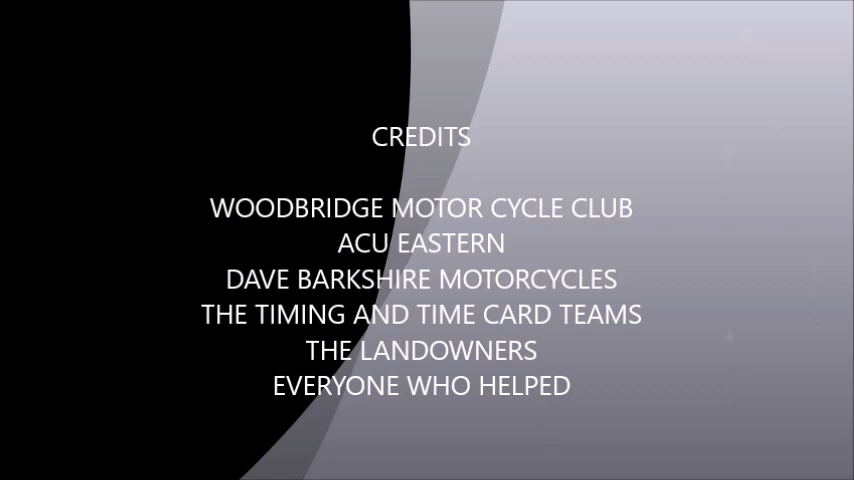 CREDITS
WOODBRIDGE MOTOR CYCLE CLUB
ACU EASTERN
DAVE BARKSHIRE MOTORCYCLES
THE TIMING AND TIME CARD TEAMS
THE LANDOWNERS
EVERYONE WHO HELPED